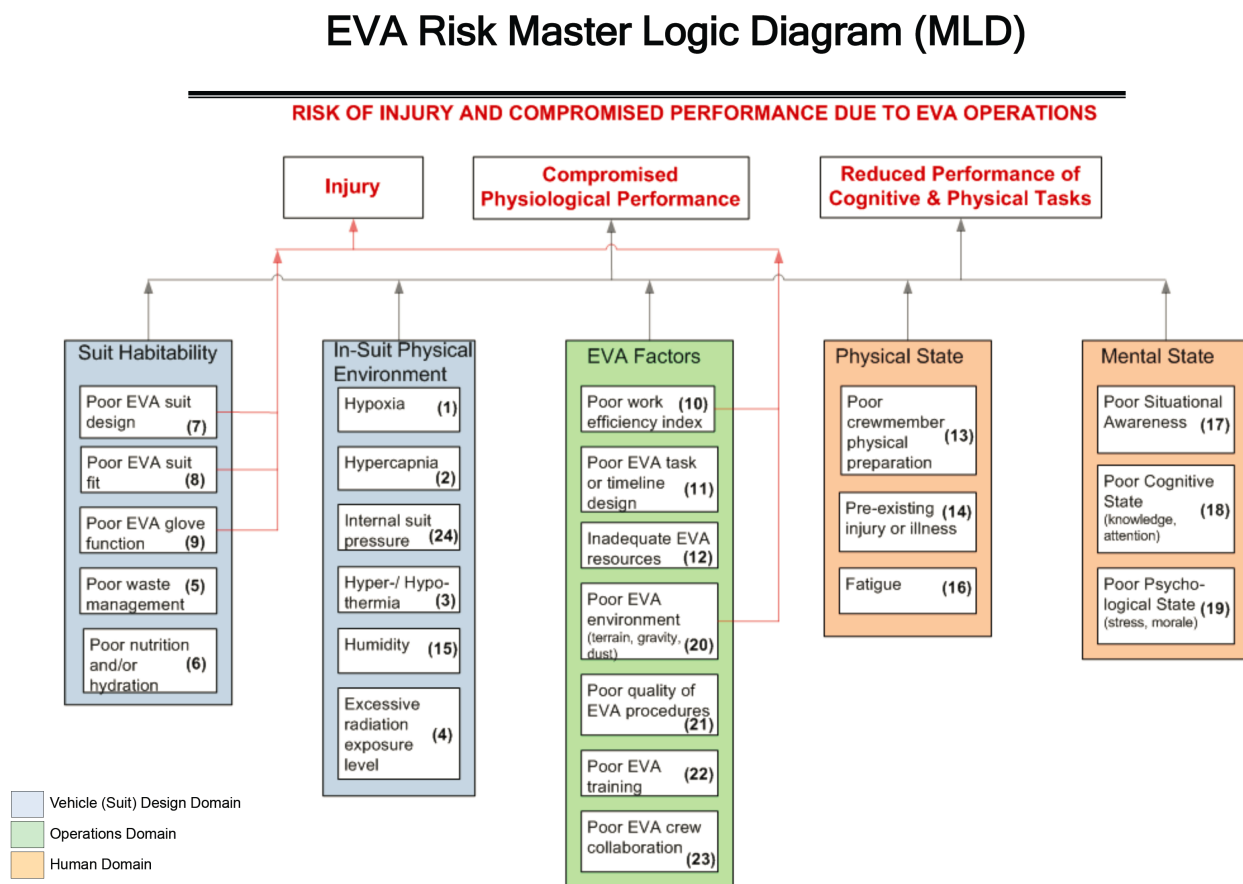 EVA Risk Master Logic Diagram (MLD)
RISK OF INJURY AND COMPROMISED PERFORMANCE DUE TO EVA OPERATIONS
Injury
Compromised
Physiological Performance
Reduced Performance of
Cognitive & Physical Tasks
Suit Habitability
Poor EVA suit
design (7)
Poor EVA suit
fit (8)
Poor EVA glove
function (9)
Poor waste (5)
management
Poor nutrition
and/or (6)
hydration
In-Suit Physical
Environment
Hypoxia (1)
Hypercapnia
(2)
Internal suit
pressure (24)
Hyper-/ Hypo-
thermia (3)
Humidity (15)
Excessive
radiation
exposure (4)
level
EVA Factors
Poor work (10)
efficiency index
Poor EVA task
or timeline (11)
design
Inadequate EVA
resources (12)
Poor EVA
environment
(terrain, gravity, (20)
dust)
Poor quality of
EVA procedures
(21)
Poor EVA (22)
training
Poor EVA crew
collaboration
(23)
Physical State
Poor
crewmember
physical (13)
preparation
Pre-existing (14)
injury or illness
Fatigue (16)
Mental State
Poor Situational
Awareness (17)
Poor Cognitive
State (18)
(knowledge,
attention)
Poor Psycho-
logical State (19)
(stress, morale)
Vehicle (Suit) Design Domain
Operations Domain
Human Domain